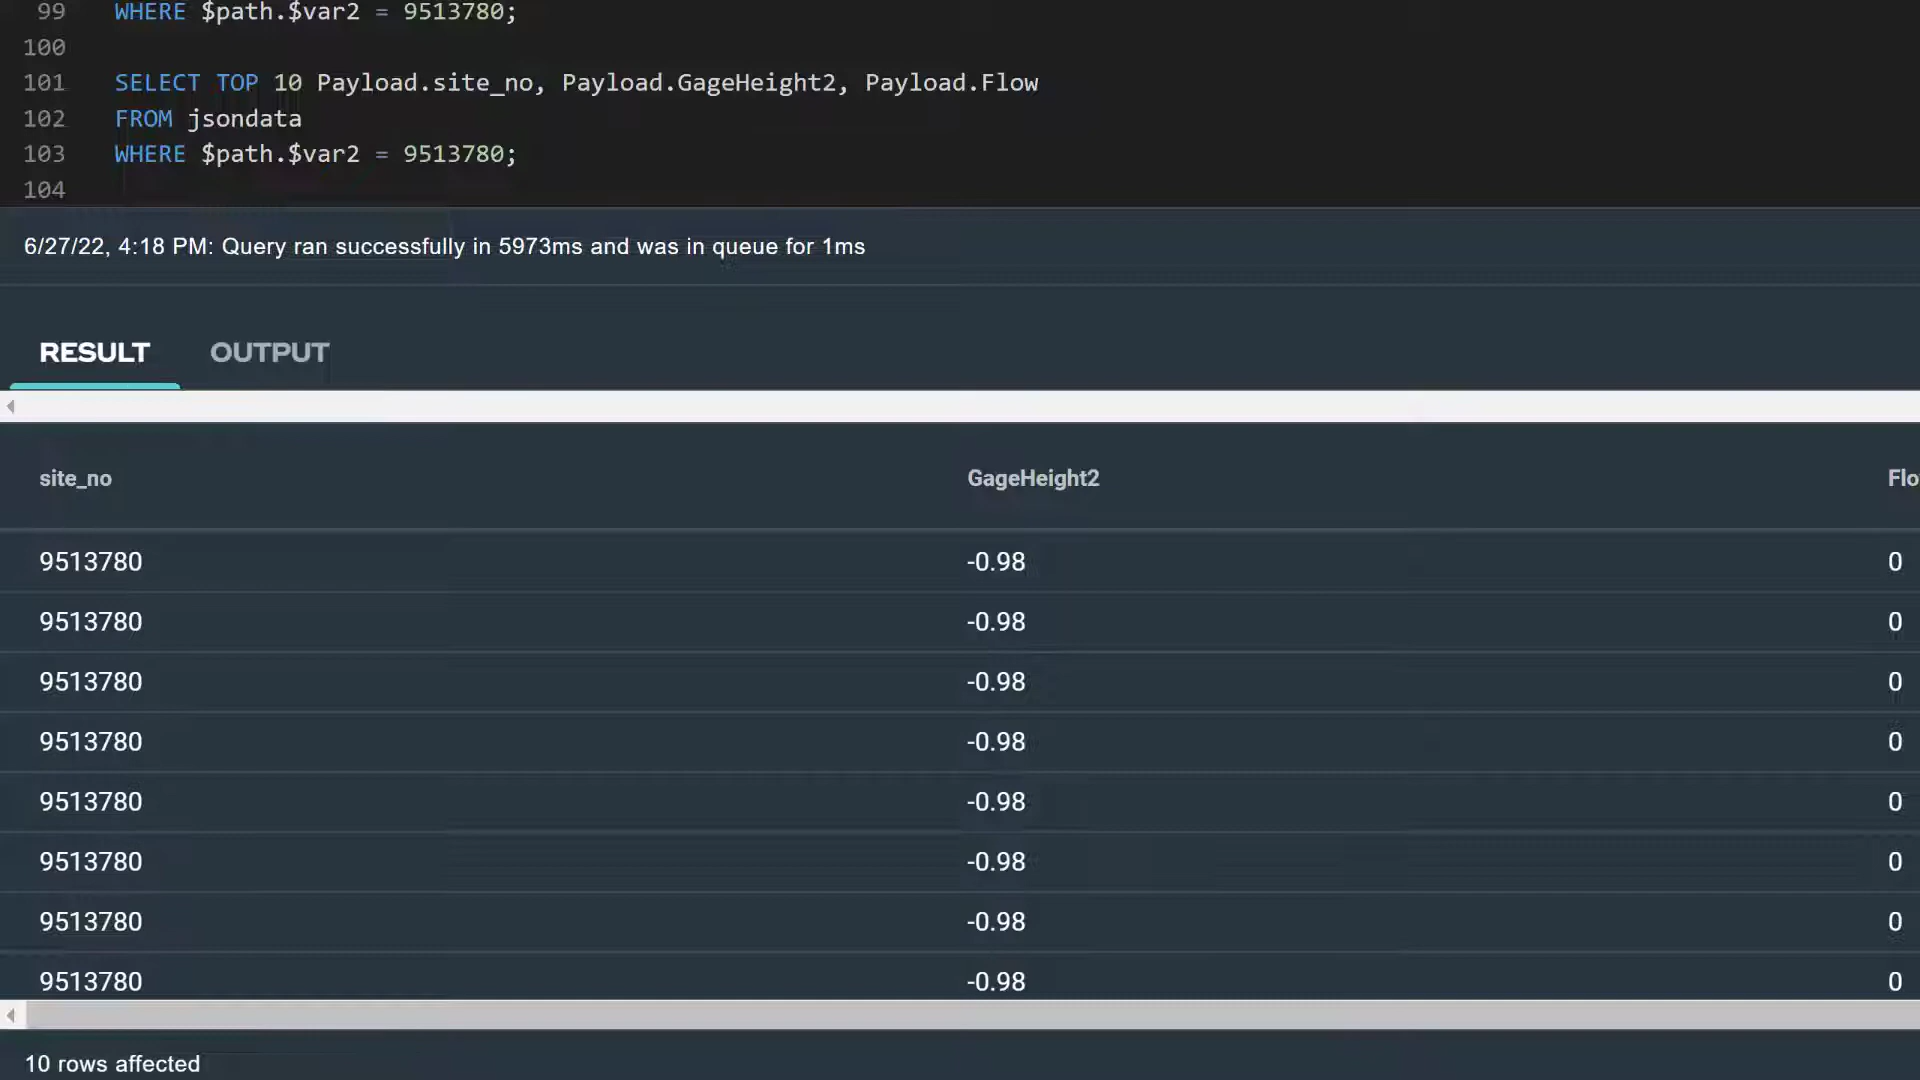 99 WHERE $path.$var2 = 9513780;
100
101 SELECT TOP 10 Payload.site_no, Payload.GageHeight2, Payload.Flow
102 FROM jsondata
103 WHERE $path.$var2 = 9513780;
104
6/27/22, 4:18 PM: Query ran successfully in 5973ms and was in queue for 1ms
RESULT OUTPUT
site_no GageHeight2 Flo
9513780 -0.98 0
9513780 -0.98 0
9513780 -0.98 0
9513780 -0.98 0
9513780 -0.98 0
9513780 -0.98 0
9513780 -0.98 0
9513780 -0.98 0
10 rows affected